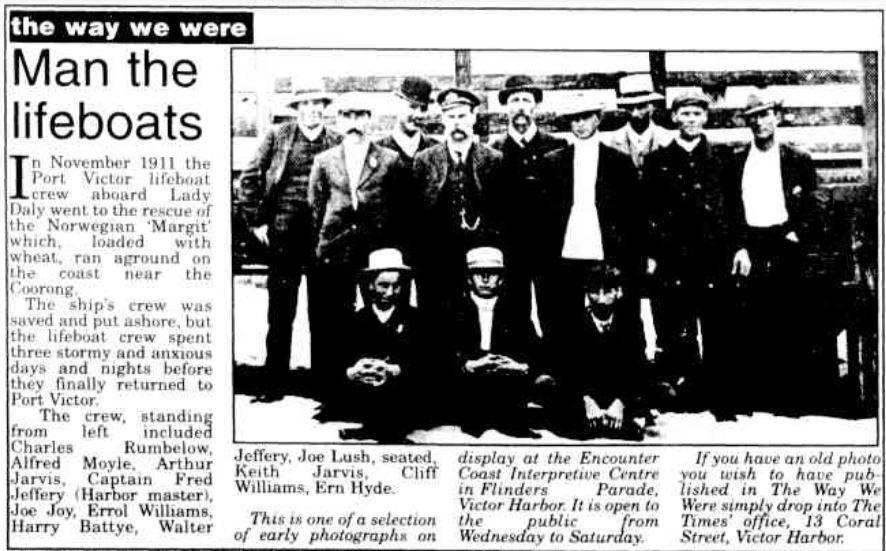 the way we were
Man the
lifeboats
In November 1911 the
Port Victor lifeboat
crew aboard Lady
Daly went to the rescue of
the Norwegian 'Margit'
which, loaded with
wheat, ran aground on
the coast near the
Coorong.
The ship's crew was
saved and put ashore, but
the lifeboat crew spent
three stormy and anxious
days and nights before
they finally returned to
Port Victor.
The crew, standing
from left included
Charles Rumbelow,
Alfred Moyle, Arthur
Jarvis, Captain Fred
Jeffery (Harbor master),
Joe Joy, Errol Williams,
Harry Battye, Walter
Jeffery, Joe Lush, seated,
Keith Jarvis, Cliff
Williams, Ern Hyde.
This is one of a selection
of early photographs on
display at the Encounter
Coast Interpretive Centre
in Flinders Parade,
Victor Harbor. It is open to
the public from
Wednesday to Saturday.
If you have an old photo
you wish to have pub-
lished in The Way We
Were simply drop into The
Times' office, 13 Coral
Street, Victor Harbor.